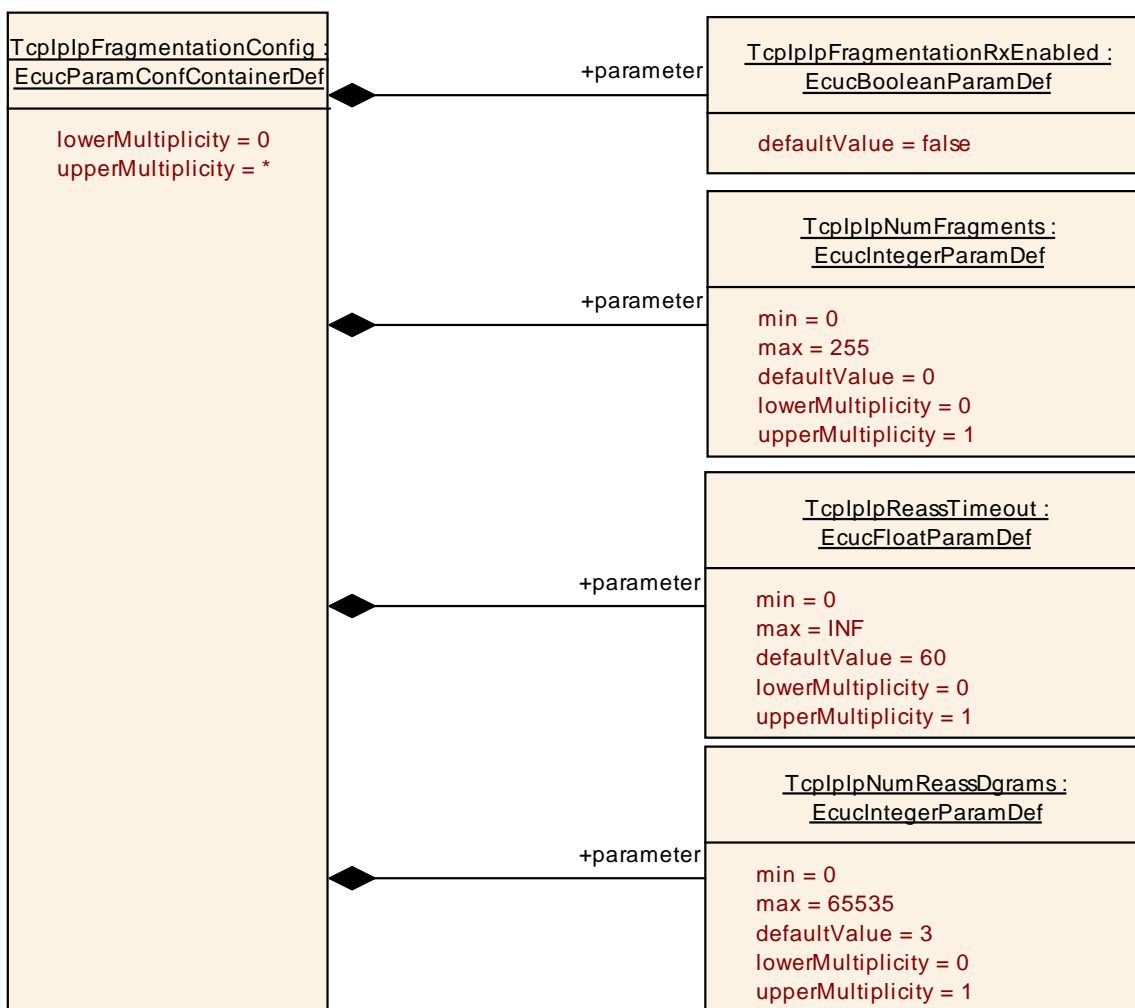 TcpIpIpFragmentationConfig :
EcucParamConfContainerDef
lowerMultiplicity = 0
upperMultiplicity = *
+parameter
TcpIpIpFragmentationRxEnabled :
EcucBooleanParamDef
defaultValue = false
+parameter
TcpIpIpNumFragments :
EcucIntegerParamDef
min = 0
max = 255
defaultValue = 0
lowerMultiplicity = 0
upperMultiplicity = 1
+parameter
TcpIpIpReassTimeout :
EcucFloatParamDef
min = 0
max = INF
defaultValue = 60
lowerMultiplicity = 0
upperMultiplicity = 1
+parameter
TcpIpIpNumReassDgrams :
EcucIntegerParamDef
min = 0
max = 65535
defaultValue = 3
lowerMultiplicity = 0
upperMultiplicity = 1